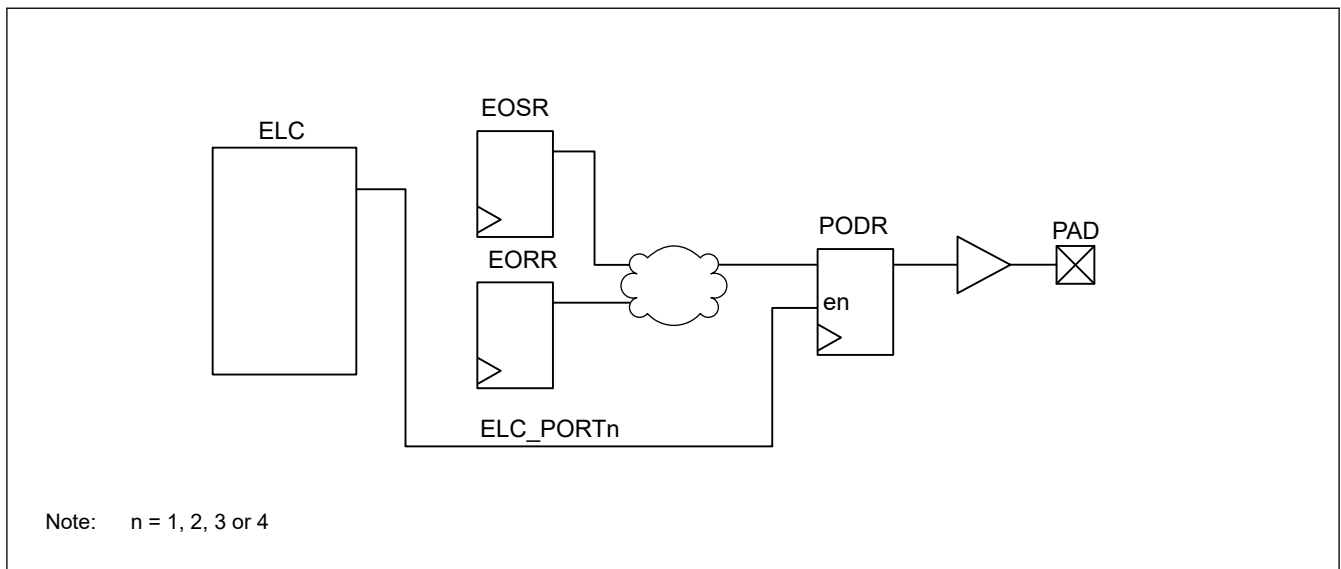 EOSR
ELC
PODR
PAD
EORR
en
ELC_PORTn
Note: n = 1, 2, 3 or 4